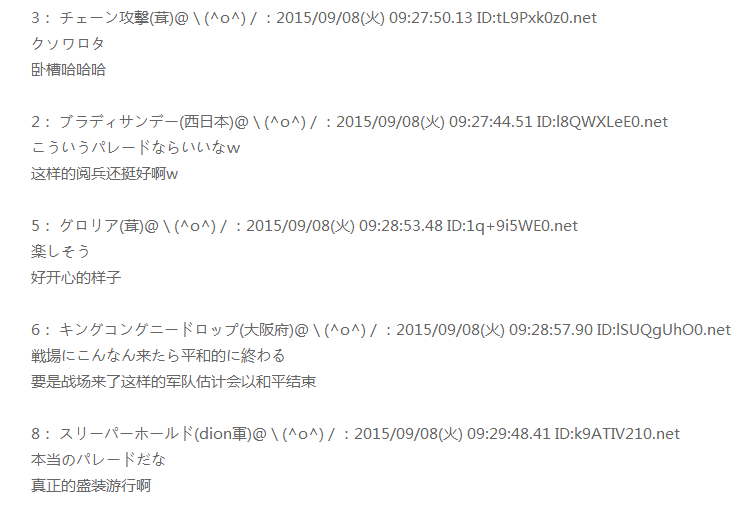 3： チェーン攻撃(茸)@＼(^o^)／ ：2015/09/08(火) 09:27:50.13 ID:tL9Pxk0z0.net
クソワロタ
卧槽哈哈哈
2： ブラディサンデー(西日本)@＼(^o^)／ ：2015/09/08(火) 09:27:44.51 ID:l8QWXLeE0.net
こういうパレードならいいなｗ
这样的阅兵还挺好啊w
5： グロリア(茸)@＼(^o^)／ ：2015/09/08(火) 09:28:53.48 ID:1q+9i5WE0.net
楽しそう
好开心的样子
6： キングコングニードロップ(大阪府)@＼(^o^)／ ：2015/09/08(火) 09:28:57.90 ID:lSUQgUhO0.net
戦場にこんなん来たら平和的に終わる
要是战场来了这样的军队估计会以和平结束
8： スリーパーホールド(dion軍)@＼(^o^)／ ：2015/09/08(火) 09:29:48.41 ID:k9ATIV210.net
本当のパレードだな
真正的盛装游行啊